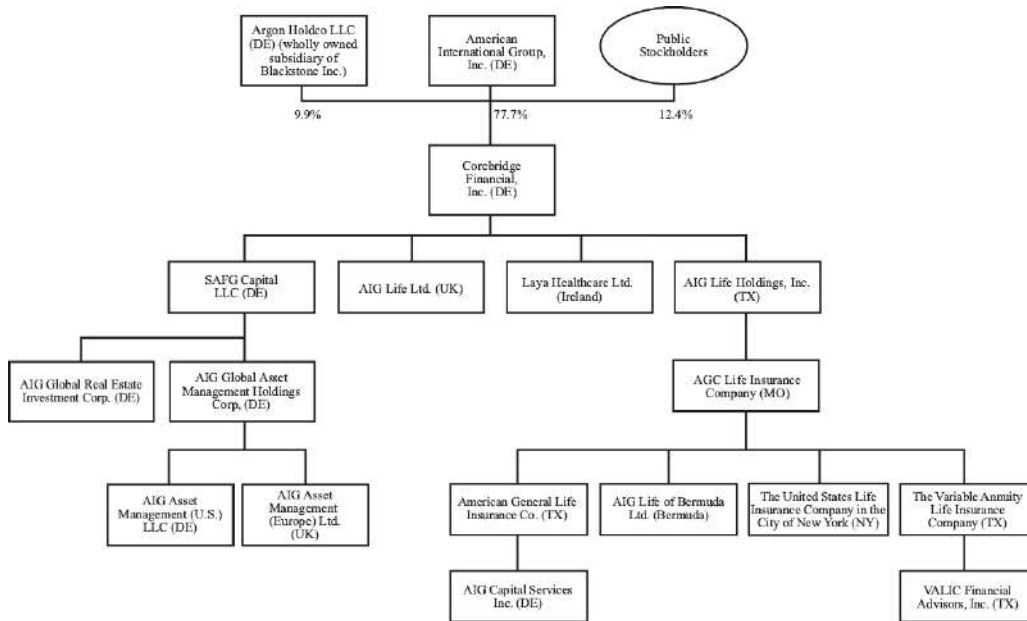 Argon Holdco LLC
(DE) (wholly owned
subsidiary of
Blackstone Inc.)
American
International Group,
Inc. (DE)
Public
Stockholders
9.9%
77.7%
12.4%
Corebridge
Financial,
Inc. (DE)
SAFG Capital
LLC (DE)
AIG Life Ltd. (UK)
Laya Healthcare Ltd.
(Ireland)
AIG Life Holdings, Inc.
(TX)
AIG Global Real Estate
Investment Corp. (DE)
AIG Global Asset
Management Holdings
Corp, (DE)
AGC Life Insurance
Company (MO)
AIG Asset
Management (U.S.)
LLC (DE)
AIG Asset
Management
(Europe) Ltd.
(UK)
American General Life
Insurance Co. (TX)
AIG Life of Bermuda
Ltd. (Bermuda)
The United States Life
Insurance Company in the
City of New York (NY)
The Variable Annuity
Life Insurance
Company (TX)
AIG Capital Services
Inc. (DE)
VALIC Financial
Advisors, Inc. (TX)